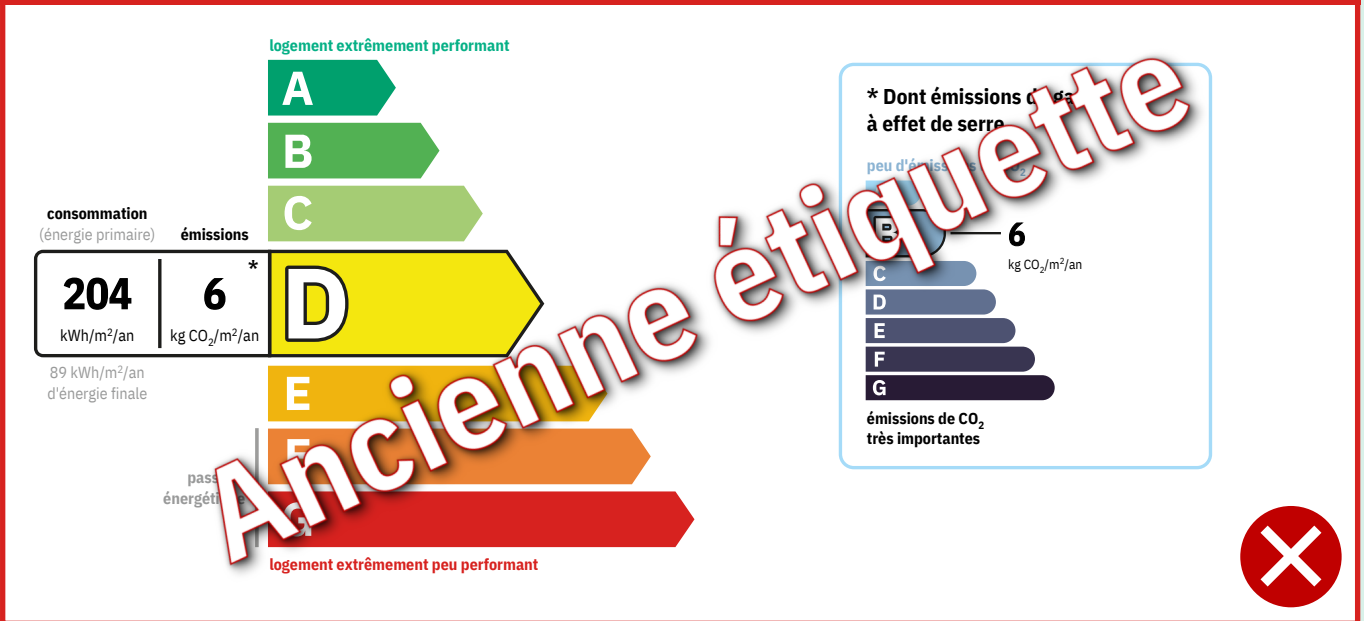 logement extrêmement performant
A
B
C
consommation
(énergie primaire)
émissions
*
204
kWh/m²/an
6
kg CO₂/m²/an
D
89 kWh/m²/an
d'énergie finale
E
F
G
logement extrêmement peu performant
Ancienne étiquette
* Dont émissions de
à effet de serre
peu d'émissions
B
6
kg CO₂/m²/an
C
D
E
F
G
émissions de CO₂
très importantes